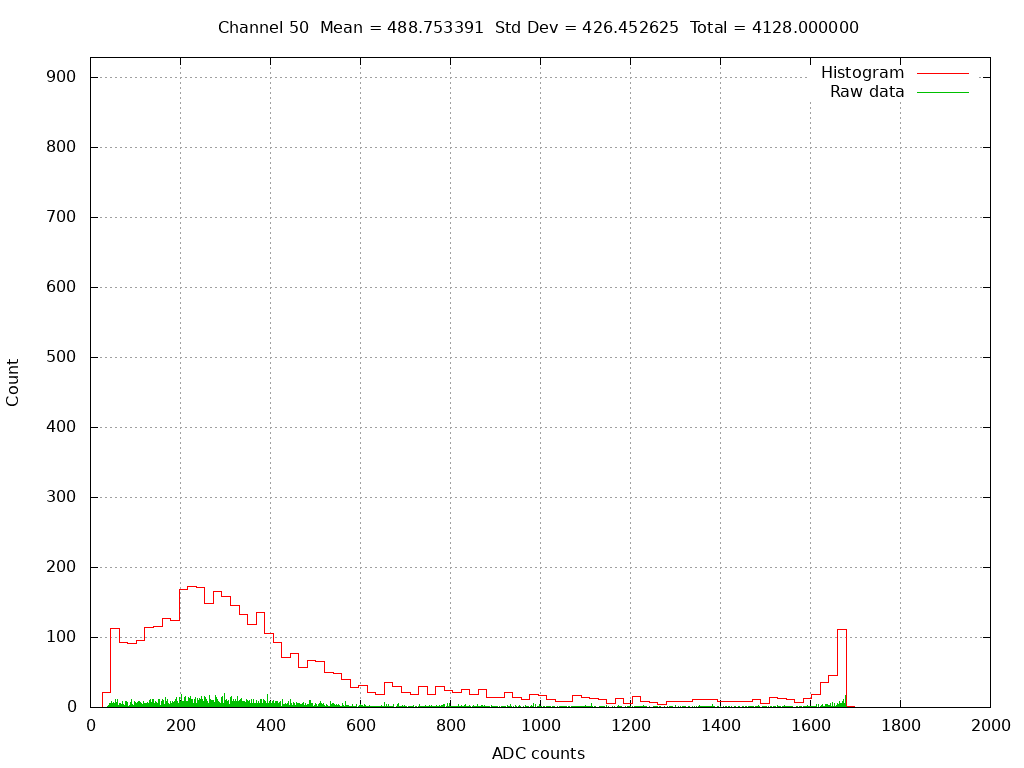 Channel 50  Mean = 488.753391  Std Dev = 426.452625  Total = 4128.000000
Histogram
Raw data
900
800
700
600
500
400
300
200
100
0
Count
0 200 400 600 800 1000 1200 1400 1600 1800 2000
ADC counts